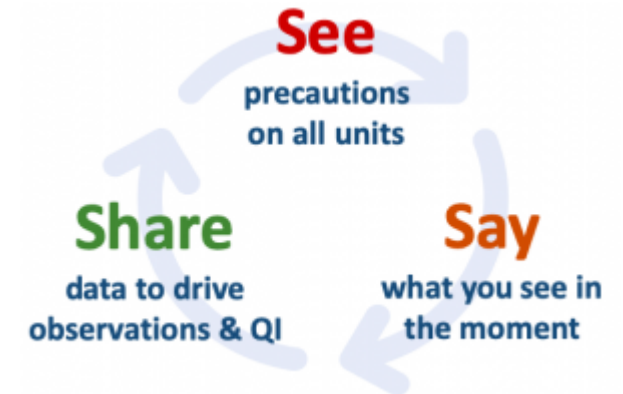 See
precautions
on all units
Say
what you see in
the moment
Share
data to drive
observations & QI